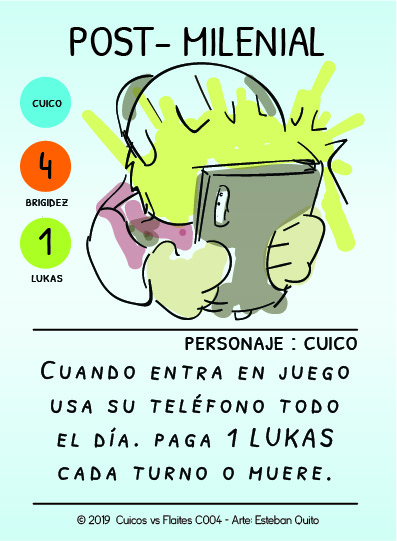 POST- MILENIAL
CUICO
4
BRIGIDEZ
1
LUKAS
PERSONAJE : CUICO
CUANDO ENTRA EN JUEGO
USA SU TELÉFONO TODO
EL DÍA. PAGA 1 LUKAS
CADA TURNO O MUERE.
© 2019 Cuicos vs Flaites C004 - Arte: Esteban Quito